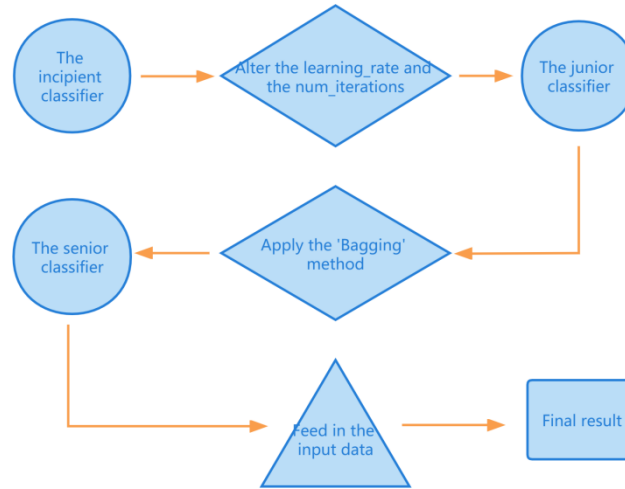 The
incipient
classifier
Alter the learning_rate and
the num_iterations
The junior
classifier
The senior
classifier
Apply the 'Bagging'
method
Feed in the
input data
Final result